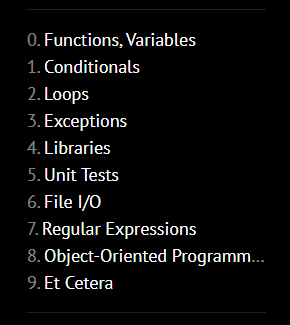 0. Functions, Variables
1. Conditionals
2. Loops
3. Exceptions
4. Libraries
5. Unit Tests
6. File I/O
7. Regular Expressions
8. Object-Oriented Programm...
9. Et Cetera